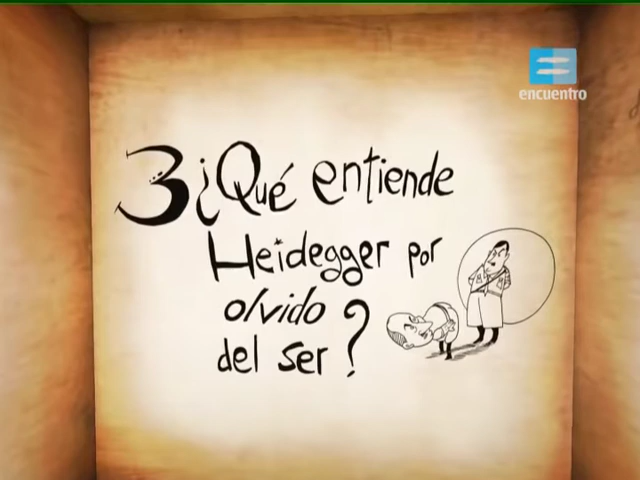 encuentro
3 ¿Qué entiende
Heidegger por
olvido
del ser?